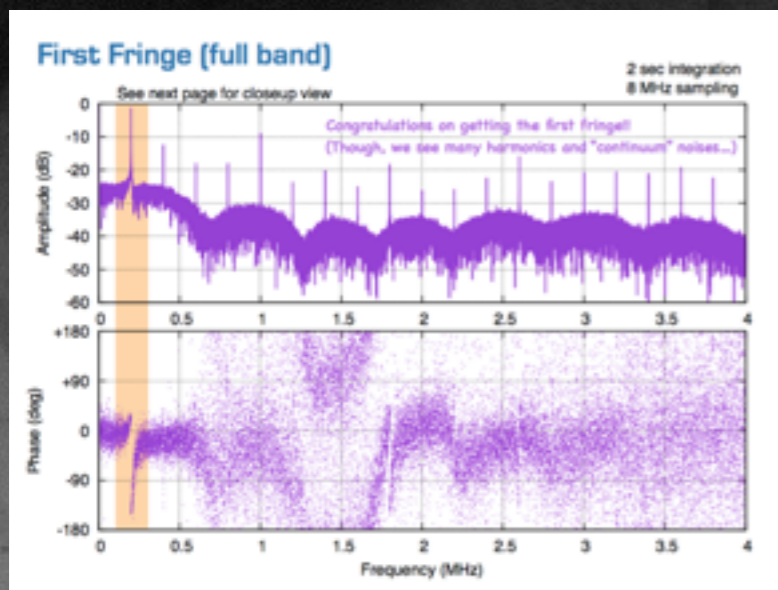 First Fringe (full band)
2 sec integration
8 MHz sampling
See next page for closeup view
Congratulations on getting the first fringe!!
(Though, we see many harmonics and "continuum" noises...)
Amplitude (dB)
0
-10
-20
-30
-40
-50
-60
0 0.5 1 1.5 2 2.5 3 3.5 4
Phase (deg)
+180
+90
0
-90
-180
0 0.5 1 1.5 2 2.5 3 3.5 4
Frequency (MHz)